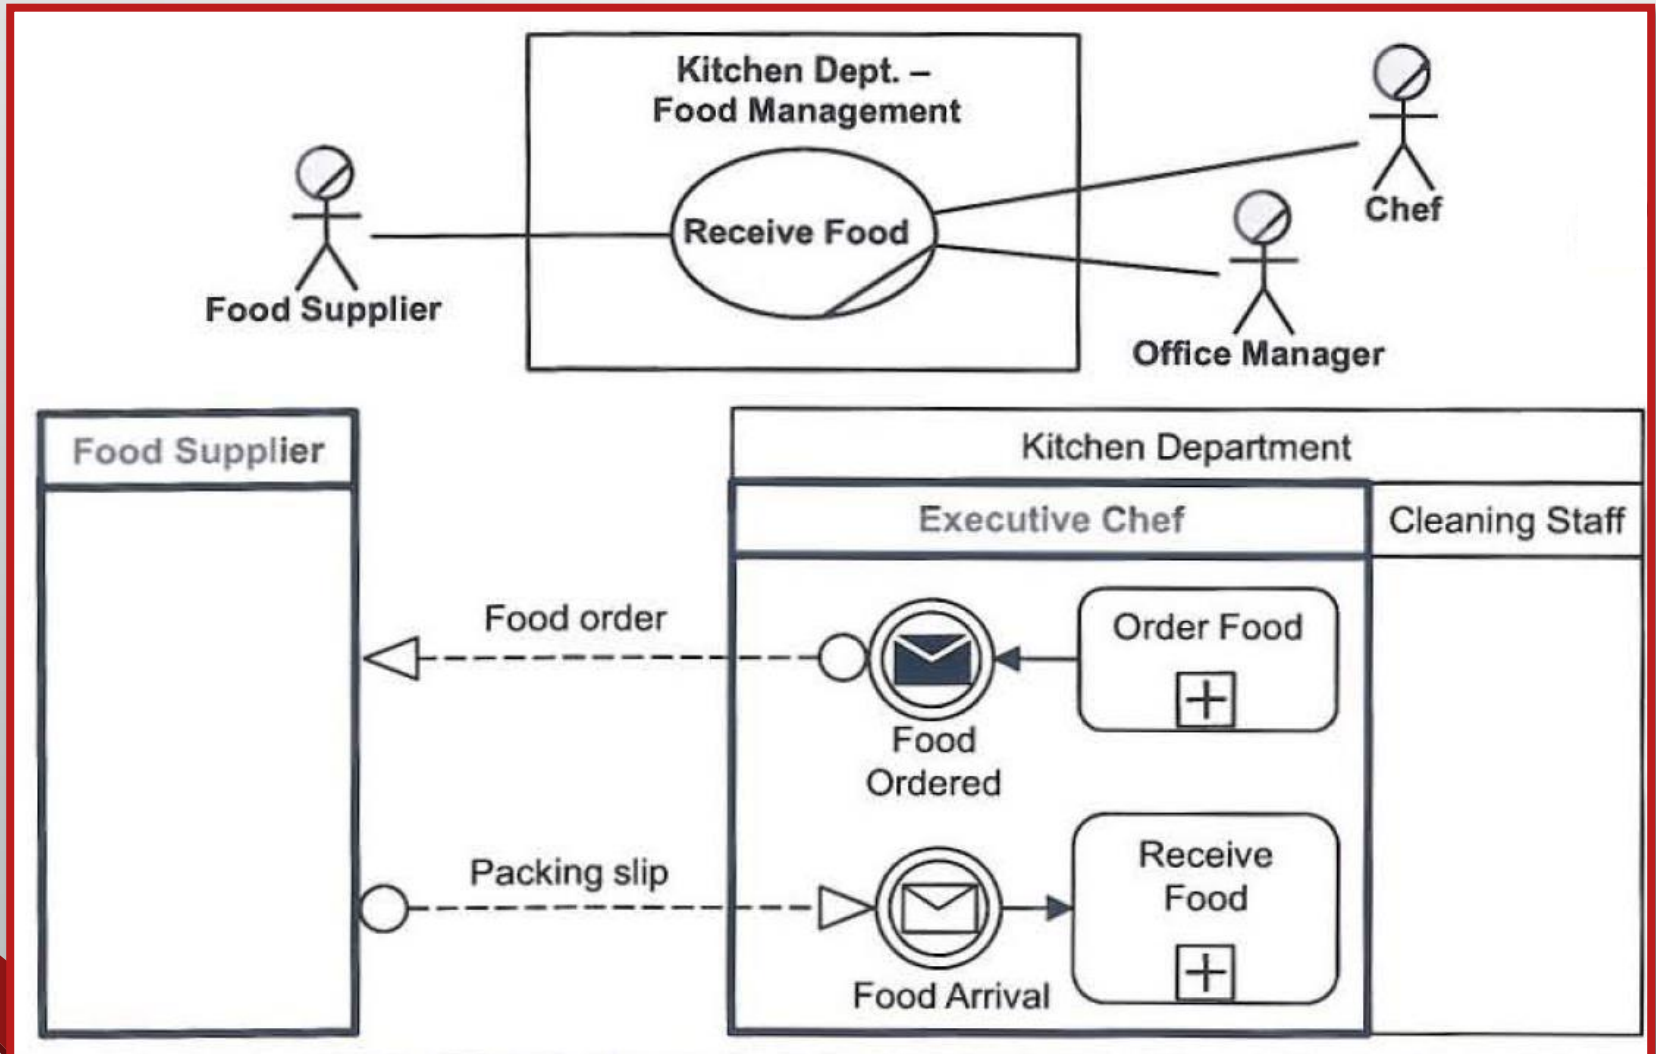 Kitchen Dept. –
Food Management
Receive Food
Food Supplier
Chef
Office Manager
Food Supplier
Kitchen Department
Executive Chef
Cleaning Staff
Food order
Order Food
Food
Ordered
Packing slip
Receive
Food
Food Arrival